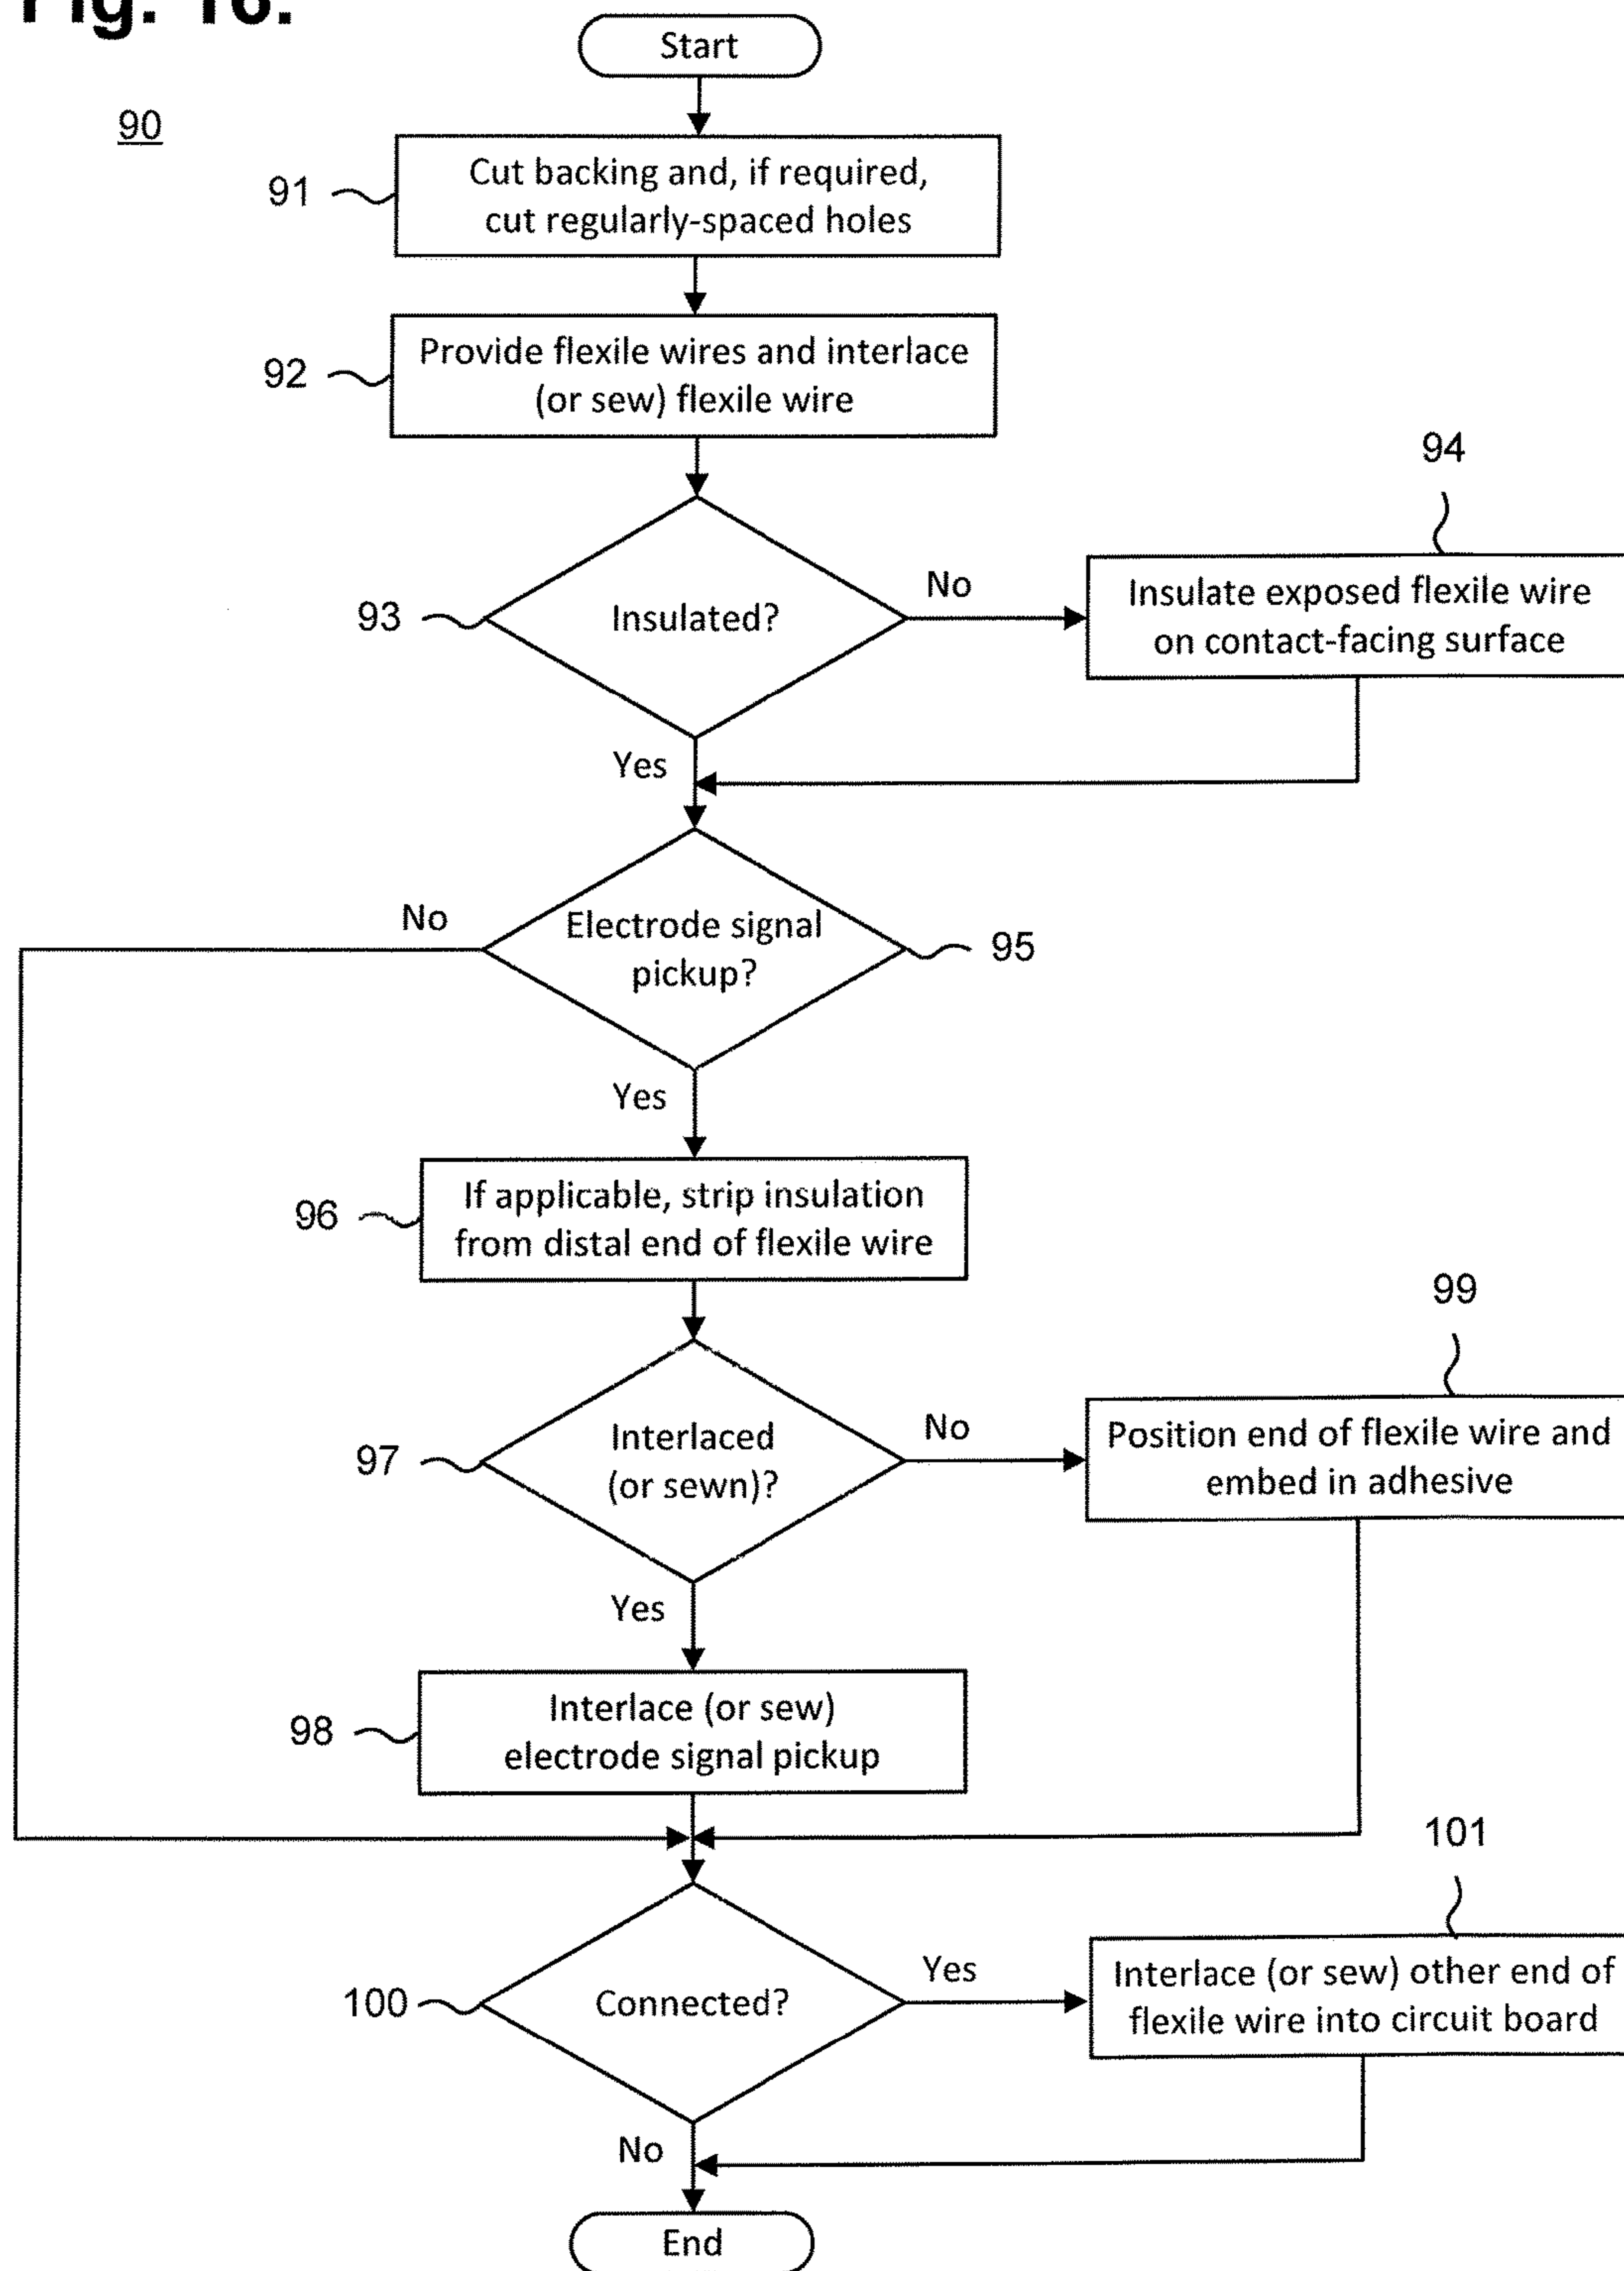 Fig. 16.
Start
90
91
Cut backing and, if required,
cut regularly-spaced holes
92
Provide flexile wires and interlace
(or sew) flexile wire
94
93
Insulated?
No
Insulate exposed flexile wire
on contact-facing surface
Yes
No
Electrode signal
pickup?
95
Yes
96
If applicable, strip insulation
from distal end of flexile wire
99
97
Interlaced
(or sewn)?
No
Position end of flexile wire and
embed in adhesive
Yes
98
Interlace (or sew)
electrode signal pickup
101
100
Connected?
Yes
Interlace (or sew) other end of
flexile wire into circuit board
No
End